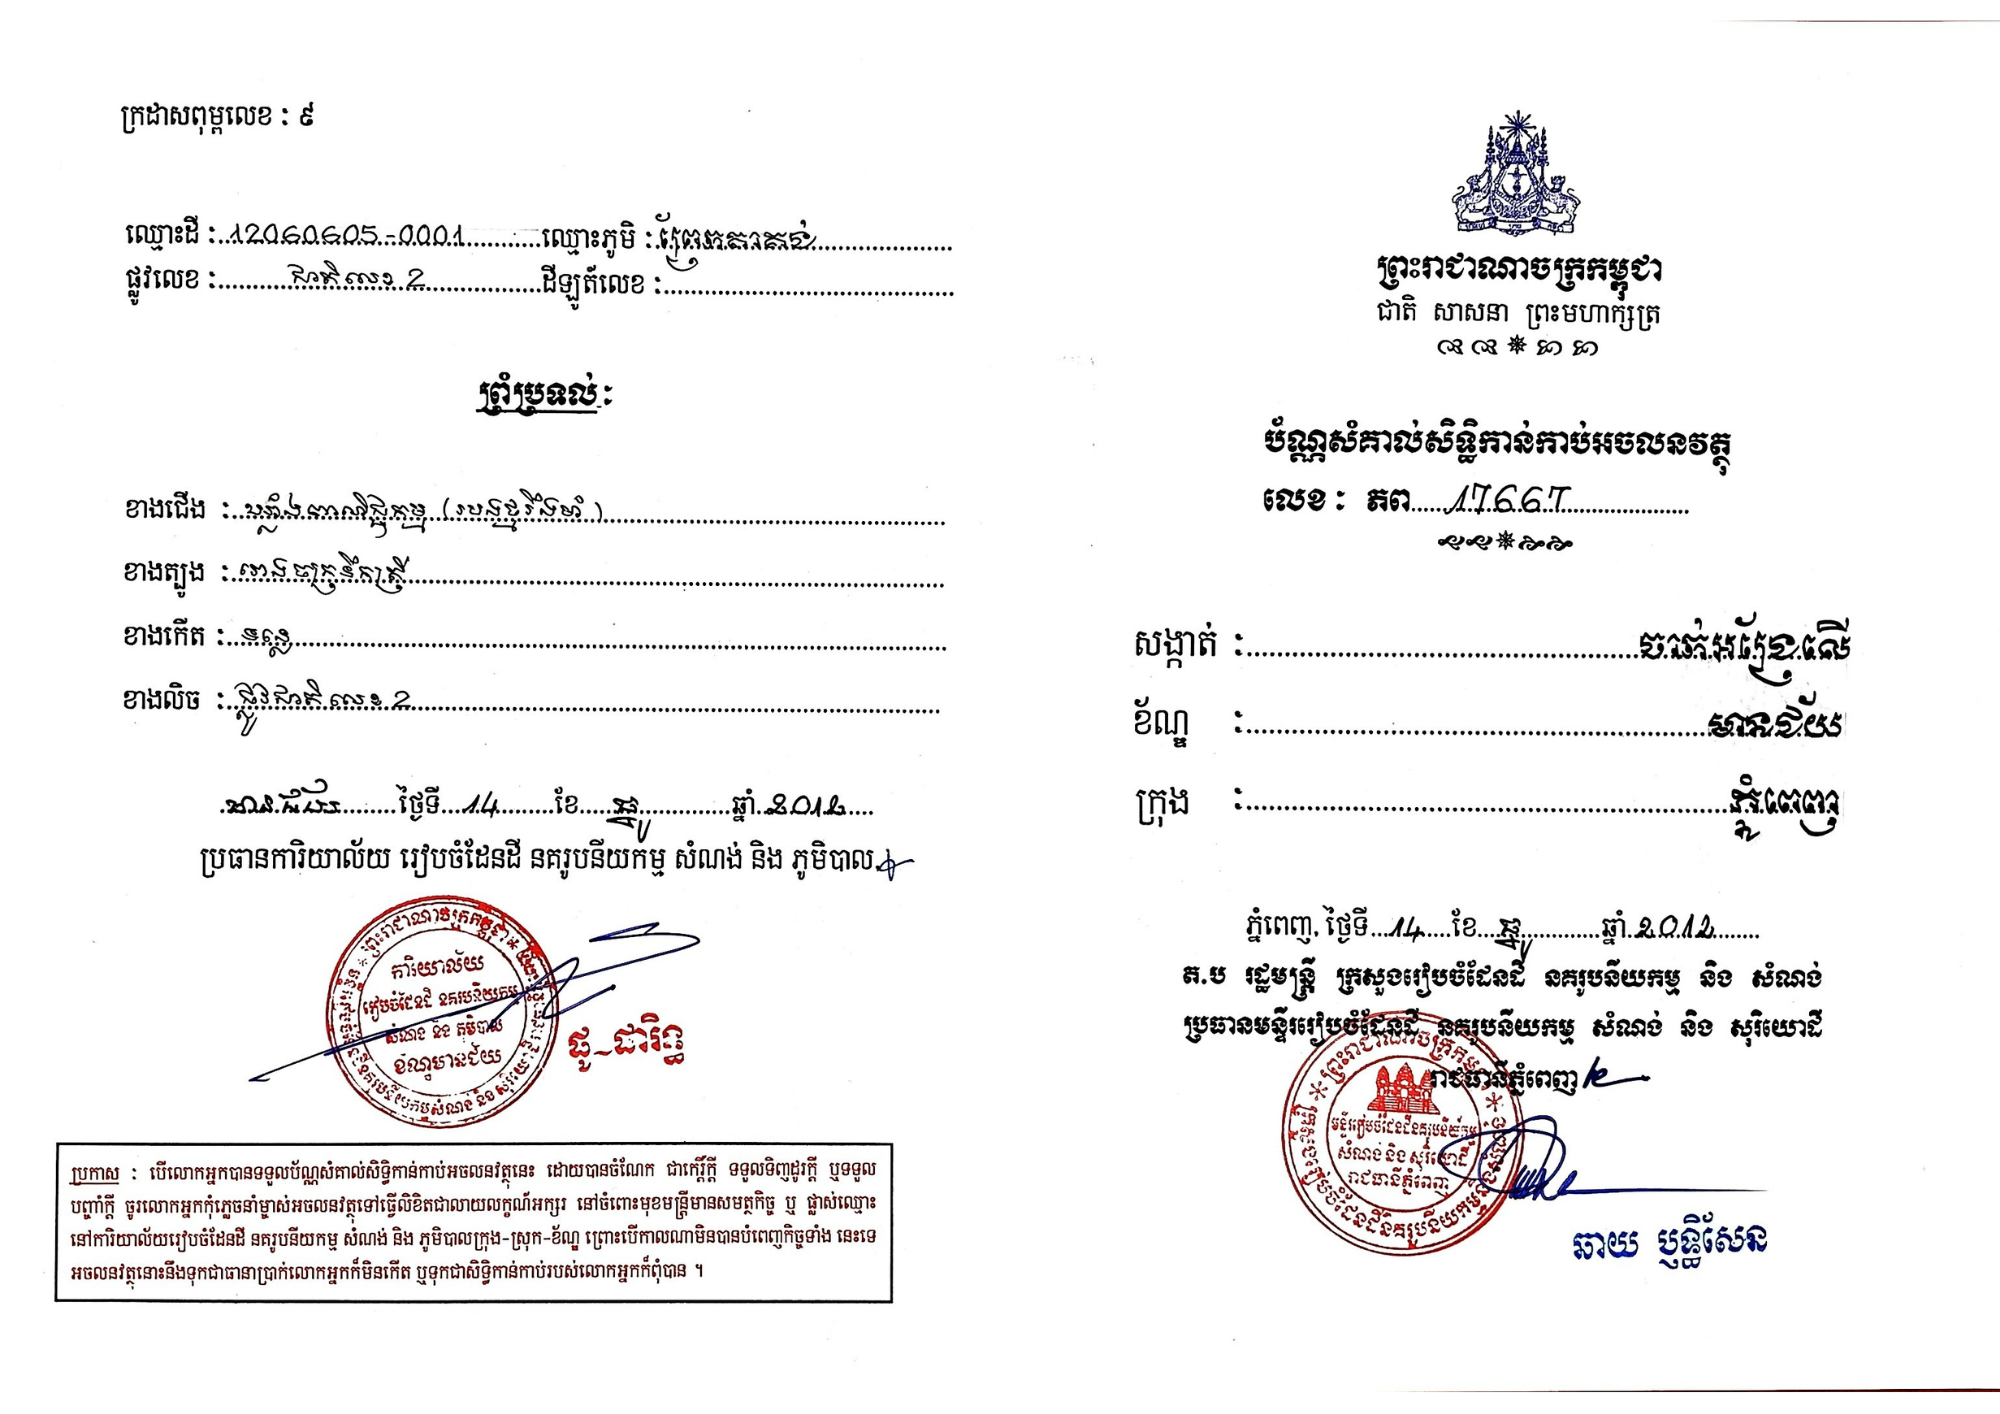 ក្រដាសពុម្ពលេខ : ៩
ឈ្មោះដី : 12060605-0001 ឈ្មោះភូមិ : ព្រែកតាគង់
ផ្លូវលេខ : ជាតិលេខ 2 ដីឡូត៍លេខ :
ព្រំប្រទល់ :
ខាងជើង :
ខាងត្បូង :
ខាងកើត : ទន្លេ
ខាងលិច : ផ្លូវជាតិលេខ 2
មានជ័យ ថ្ងៃទី 14 ខែ ធ្នូ ឆ្នាំ 2012
ប្រធានការិយាល័យ រៀបចំដែនដី នគរូបនីយកម្ម សំណង់ និង ភូមិបាល
ការិយាល័យ
រៀបចំដែនដី នគរូបនីយកម្ម
សំណង់ និង ភូមិបាល
ខ័ណ្ឌមានជ័យ
ធូ-ដារិទ្ធ
ប្រកាស : បើលោកអ្នកបានទទួលប័ណ្ណសំគាល់សិទ្ធិកាន់កាប់អចលនវត្ថុនេះ ដោយបានចំណែក ជាកេរ្តិ៍ក្តី ទទួលទិញដូរក្តី ឬទទួល
បញ្ចាំក្តី ចូរលោកអ្នកកុំភ្លេចនាំម្ចាស់អចលនវត្ថុទៅធ្វើលិខិតជាលាយលក្ខណ៍អក្សរ នៅចំពោះមុខមន្ត្រីមានសមត្ថកិច្ច ឬ ផ្លាស់ឈ្មោះ
នៅការិយាល័យរៀបចំដែនដី នគរូបនីយកម្ម សំណង់ និង ភូមិបាលក្រុង-ស្រុក-ខ័ណ្ឌ ព្រោះបើកាលណាមិនបានបំពេញកិច្ចទាំង នេះទេ
អចលនវត្ថុនោះនឹងទុកជាធានាប្រាក់លោកអ្នកក៏មិនកើត ឬទុកជាសិទ្ធិកាន់កាប់របស់លោកអ្នកក៏ពុំបាន ។
ព្រះរាជាណាចក្រកម្ពុជា
ជាតិ សាសនា ព្រះមហាក្សត្រ
ប័ណ្ណសំគាល់សិទ្ធិកាន់កាប់អចលនវត្ថុ
លេខ : ភព 17667
សង្កាត់ : ចាក់អង្រែលើ
ខ័ណ្ឌ : មានជ័យ
ក្រុង : ភ្នំពេញ
ភ្នំពេញ, ថ្ងៃទី 14 ខែ ធ្នូ ឆ្នាំ 2012
ត.ប រដ្ឋមន្ត្រី ក្រសួងរៀបចំដែនដី នគរូបនីយកម្ម និង សំណង់
ប្រធានមន្ទីររៀបចំដែនដី នគរូបនីយកម្ម សំណង់ និង សុរិយោដី
រាជធានីភ្នំពេញ
មន្ទីររៀបចំដែនដីនគរូបនីយកម្ម
សំណង់ និង សុរិយោដី
រាជធានីភ្នំពេញ
ឆាយ ឫទ្ធិសែន